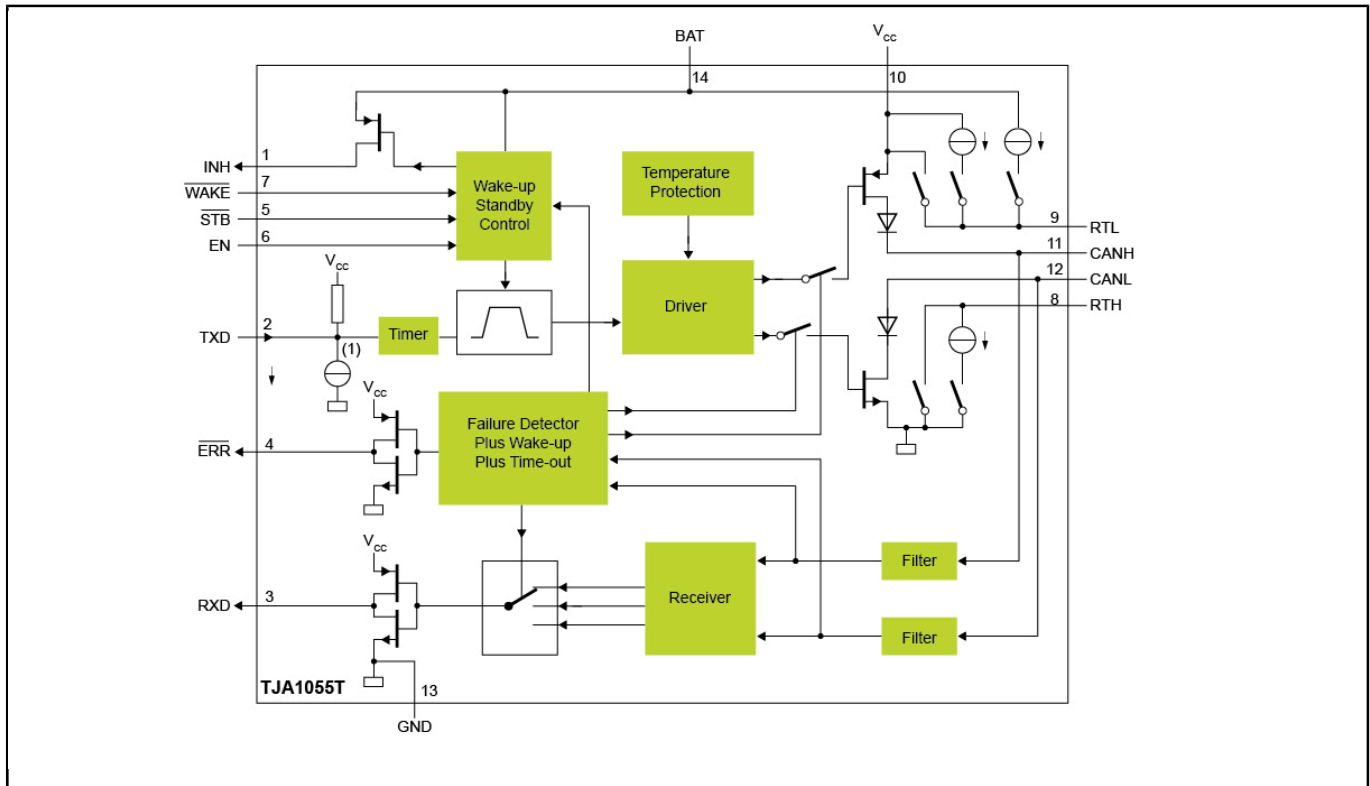 BAT
VCC
14
10
INH
1
WAKE
7
STB
5
EN
6
Wake-up
Standby
Control
Temperature
Protection
9
RTL
11
CANH
12
CANL
8
RTH
VCC
TXD
2
(1)
Timer
Driver
VCC
ERR
4
Failure Detector
Plus Wake-up
Plus Time-out
VCC
RXD
3
Receiver
Filter
Filter
TJA1055T
13
GND